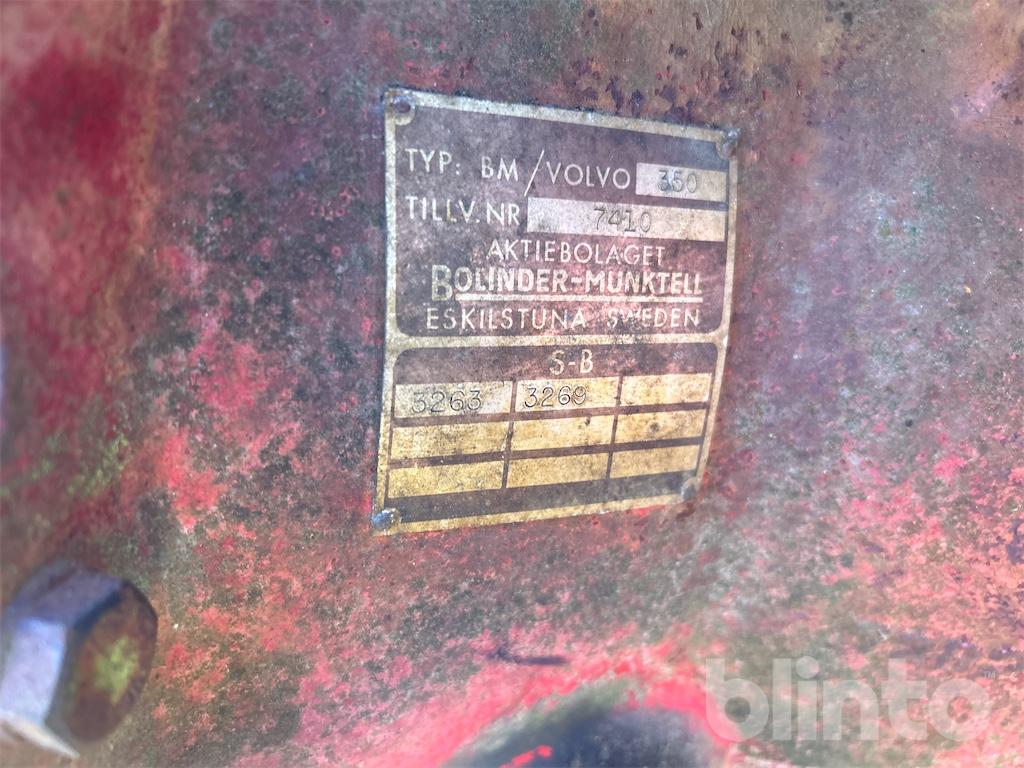 TYP: BM/VOLVO 350
TILLV. NR 7410
AKTIEBOLAGET
BOLINDER-MUNKTELL
ESKILSTUNA SWEDEN
S-B
3263 3269
blinto